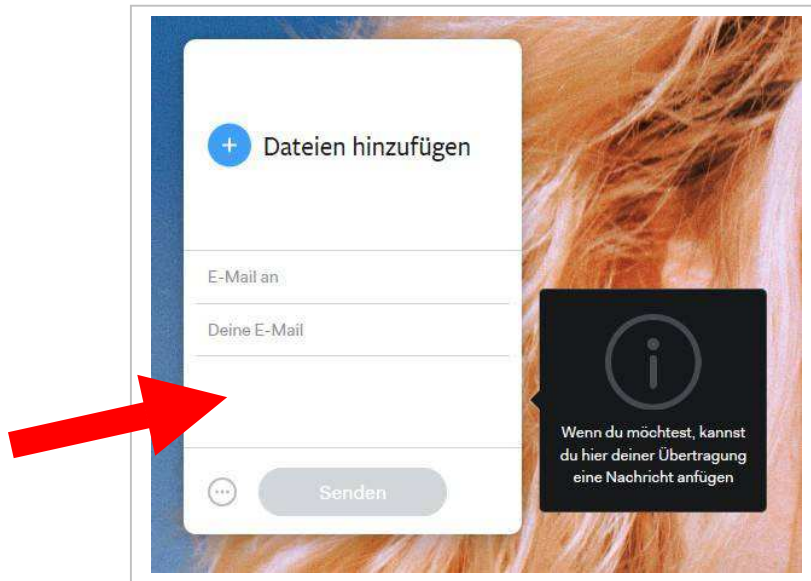 Dateien hinzufügen
E-Mail an
Deine E-Mail
Wenn du möchtest, kannst
du hier deiner Übertragung
eine Nachricht anfügen
Senden